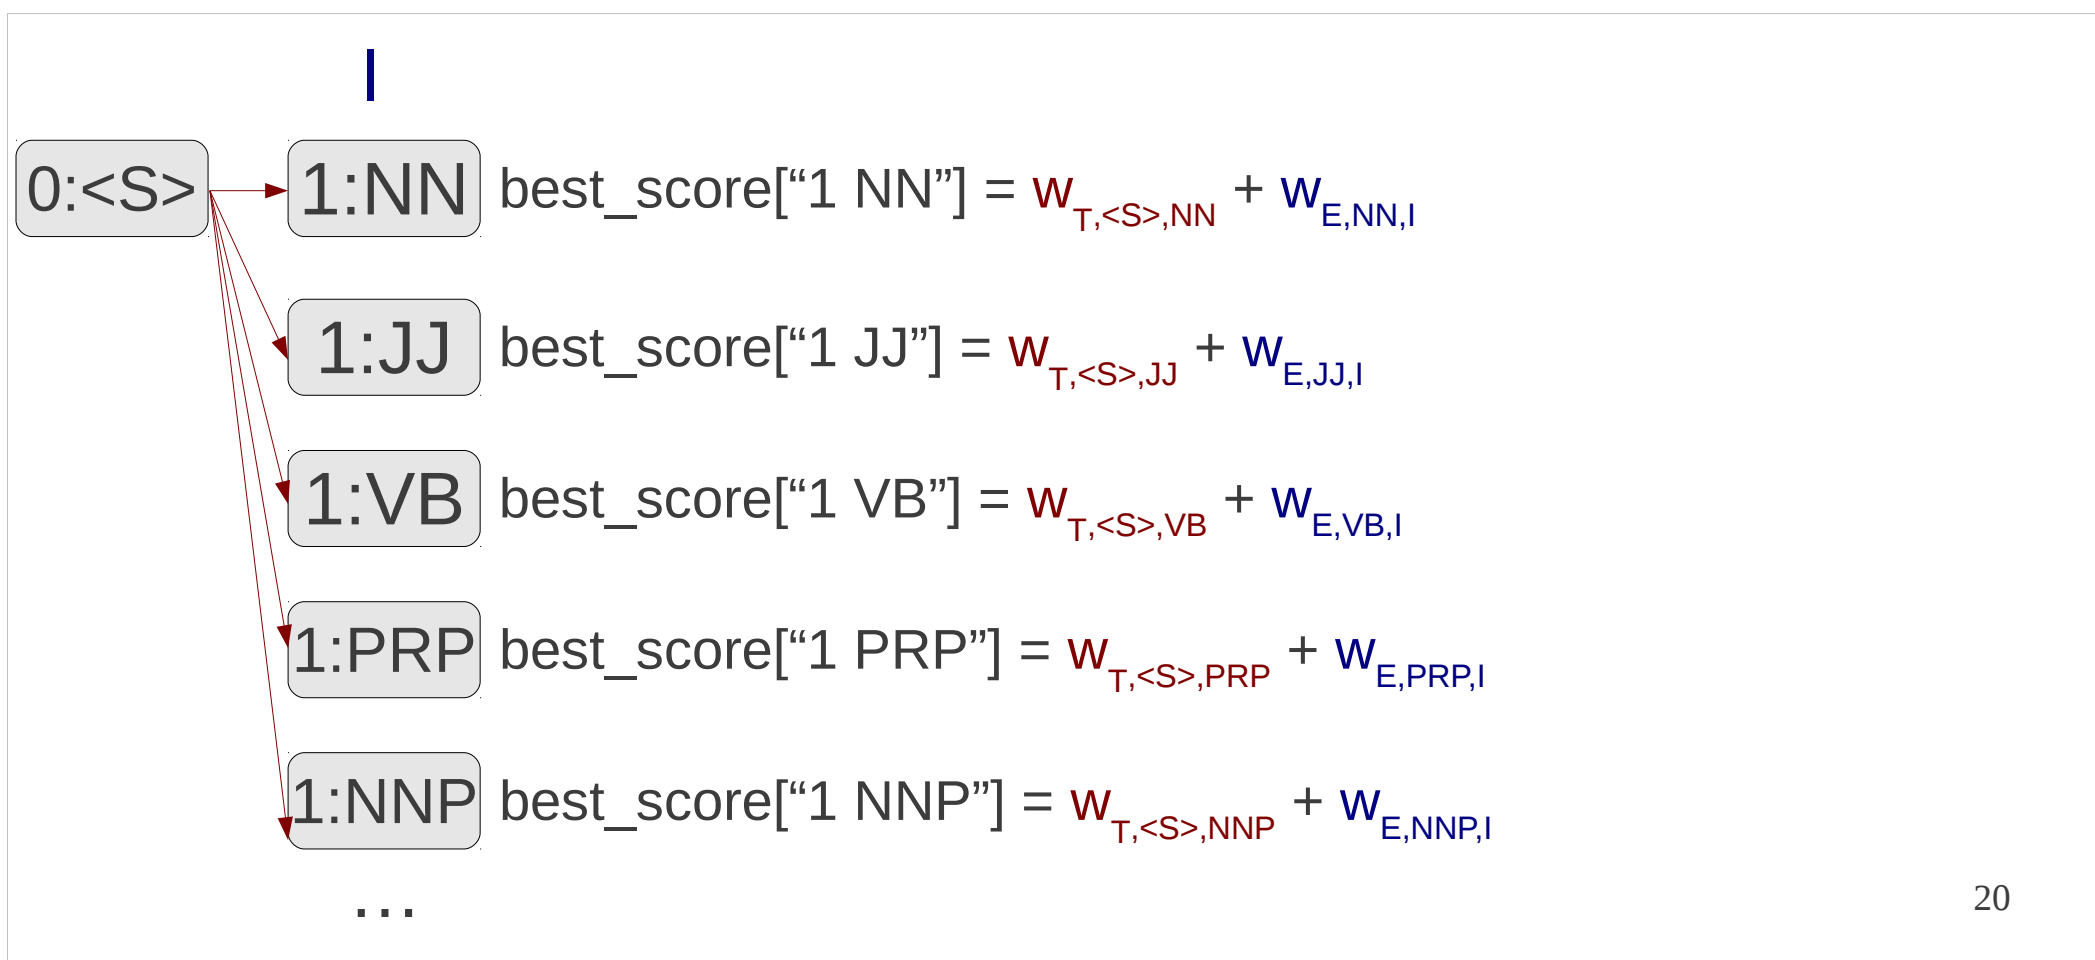 I
0:<S> 1:NN best_score[“1 NN”] = wT,<S>,NN + wE,NN,I
1:JJ best_score[“1 JJ”] = wT,<S>,JJ + wE,JJ,I
1:VB best_score[“1 VB”] = wT,<S>,VB + wE,VB,I
1:PRP best_score[“1 PRP”] = wT,<S>,PRP + wE,PRP,I
1:NNP best_score[“1 NNP”] = wT,<S>,NNP + wE,NNP,I
…
20